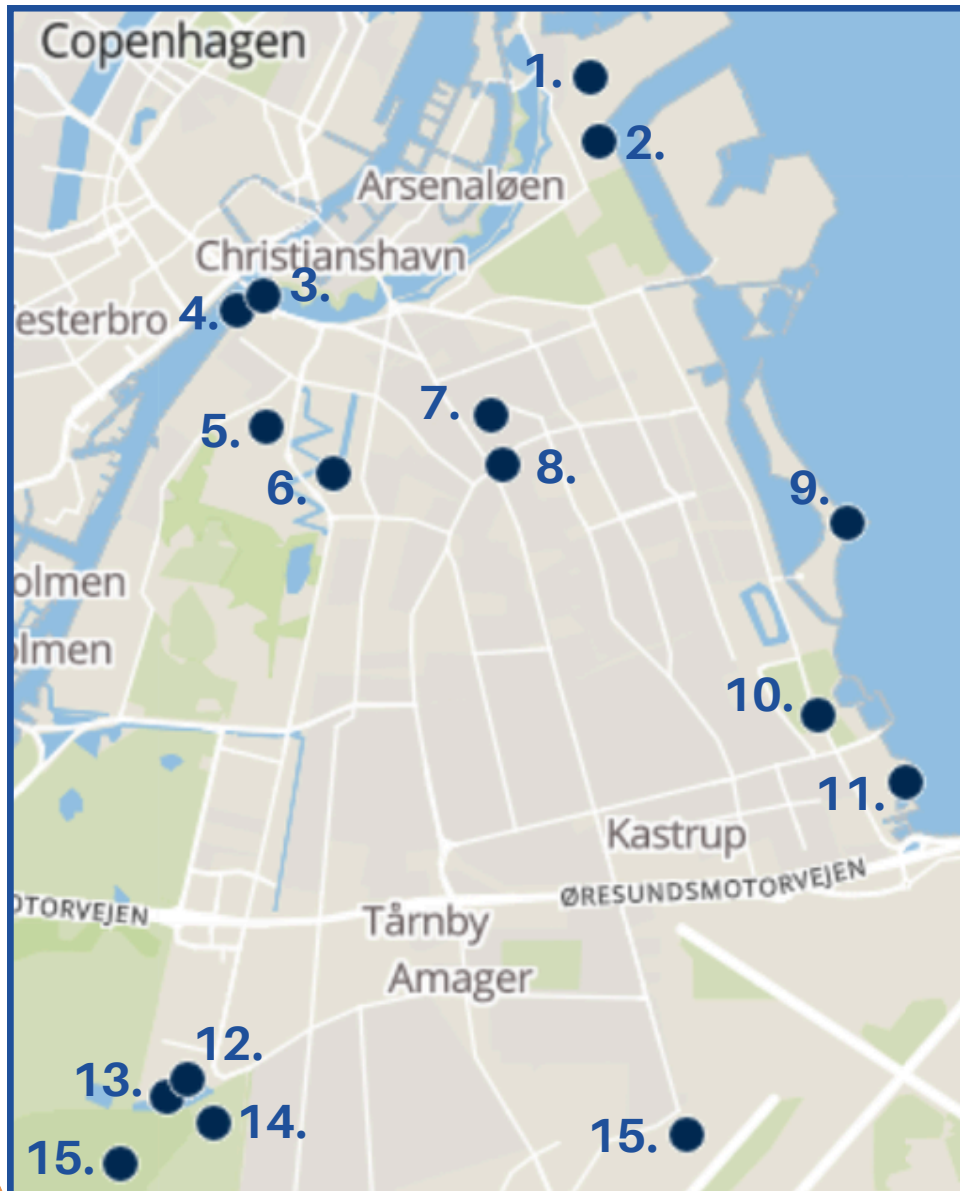 Copenhagen
1.
2.
Arsenaløen
Christianshavn
3.
4.
esterbro
7.
5.
8.
6.
9.
olmen
olmen
10.
11.
Kastrup
ØRESUNDSMOTORVEJEN
OTORVEJEN
Tårnby
Amager
12.
13.
14.
15.
15.